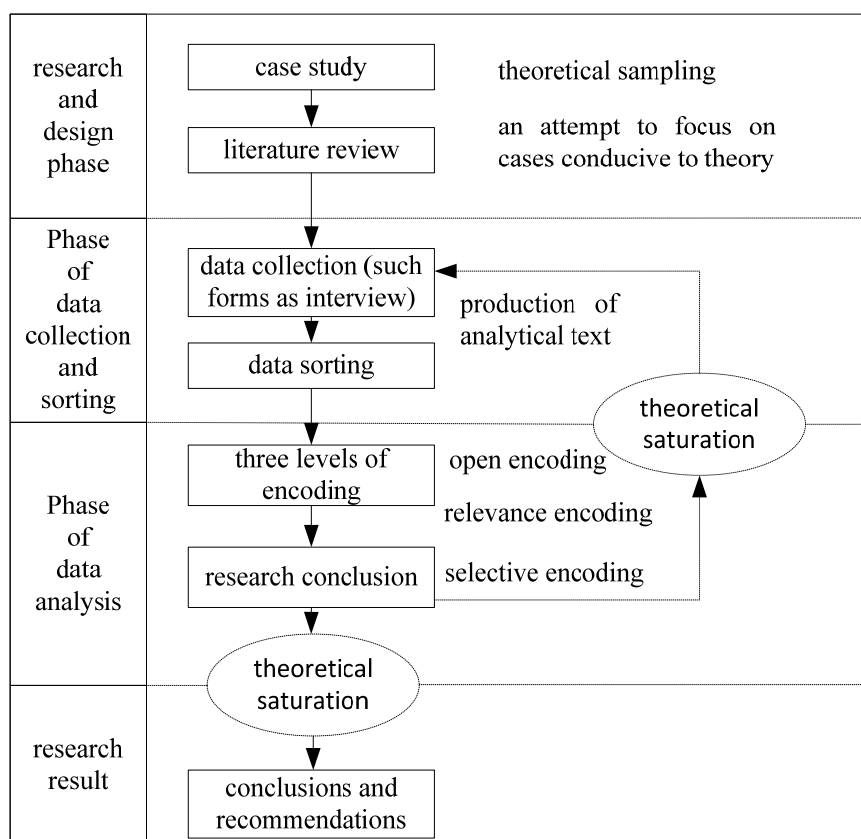 research
and
design
phase
case study
literature review
theoretical sampling
an attempt to focus on
cases conducive to theory
Phase
of
data
collection
and
sorting
data collection (such
forms as interview)
data sorting
production of
analytical text
theoretical
saturation
Phase
of
data
analysis
three levels of
encoding
open encoding
relevance encoding
research conclusion
selective encoding
theoretical
saturation
research
result
conclusions and
recommendations